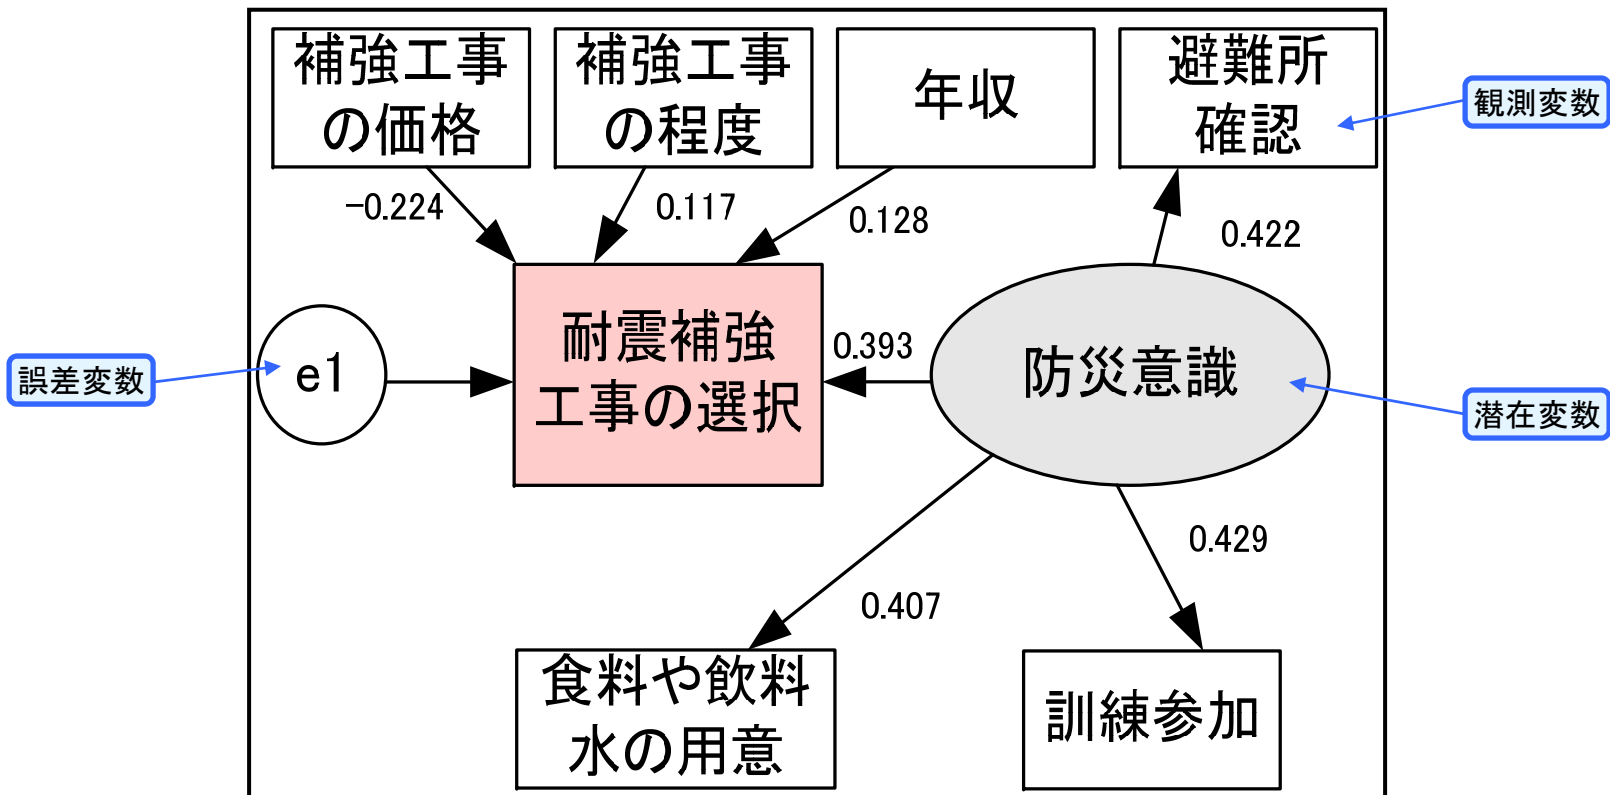 補強工事
の価格
補強工事
の程度
年収
避難所
確認
観測変数
-0.224
0.117
0.128
0.422
誤差変数
e1
耐震補強
工事の選択
0.393
防災意識
潜在変数
0.407
0.429
食料や飲料
水の用意
訓練参加